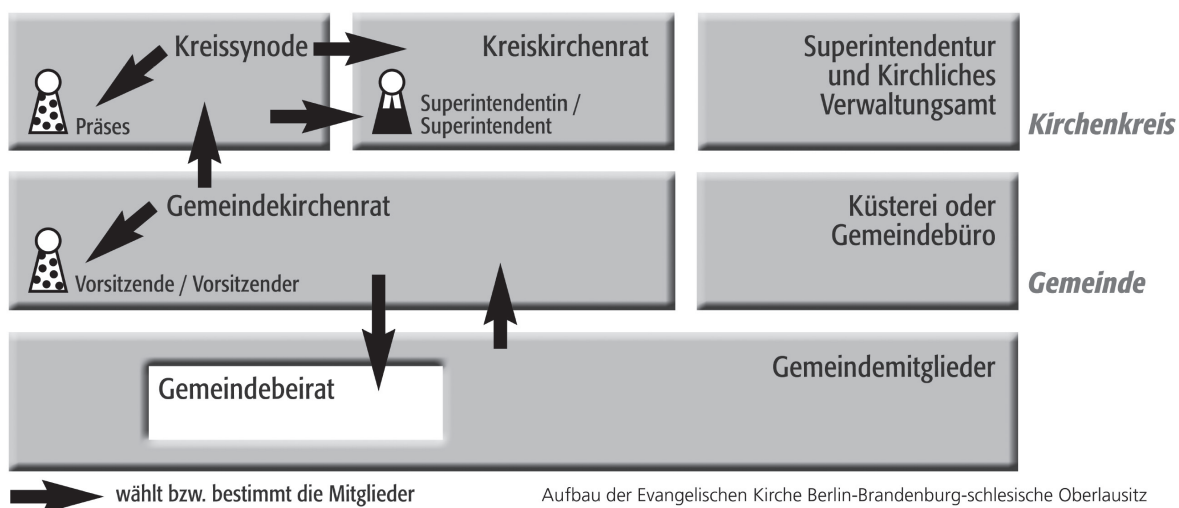 Kreissynode
Präses
Kreiskirchenrat
Superintendentin /
Superintendent
Superintendentur
und Kirchliches
Verwaltungsamt
Kirchenkreis
Gemeindekirchenrat
Vorsitzende / Vorsitzender
Küsterei oder
Gemeindebüro
Gemeinde
Gemeindemitglieder
Gemeindebeirat
wählt bzw. bestimmt die Mitglieder
Aufbau der Evangelischen Kirche Berlin-Brandenburg-schlesische Oberlausitz